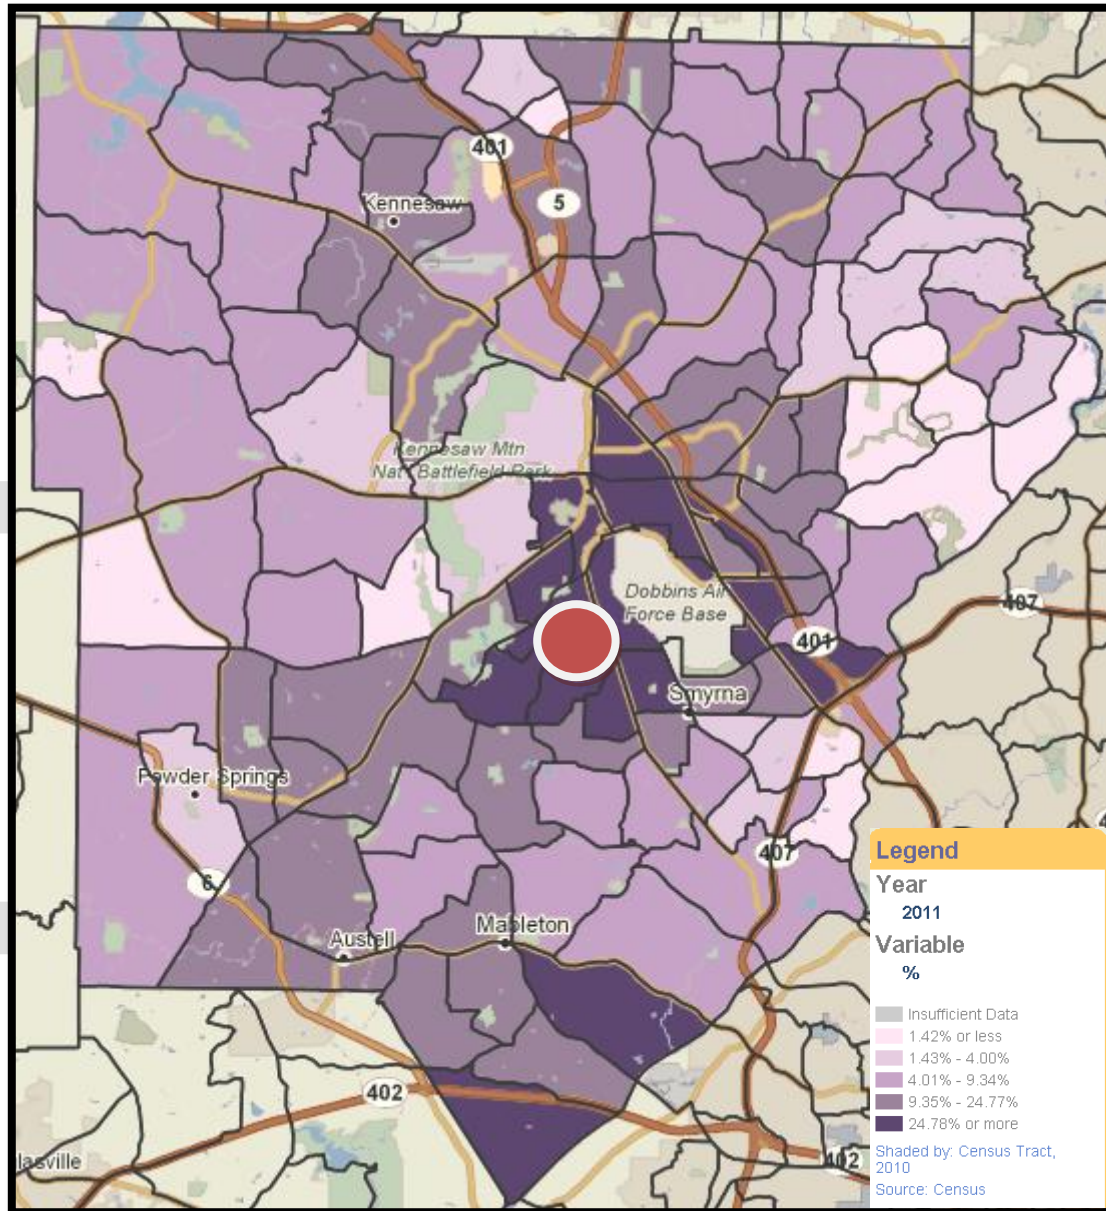 401
5
Kennesaw
Kennesaw Mtn
Nat'l Battlefield Park
Dobbins Air
Force Base
407
401
Smyrna
Powder Springs
407
6
Mableton
Austell
402
402
Legend
Year
2011
Variable
%
Insufficient Data
1.42% or less
1.43% - 4.00%
4.01% - 9.34%
9.35% - 24.77%
24.78% or more
Shaded by: Census Tract,
2010
Source: Census